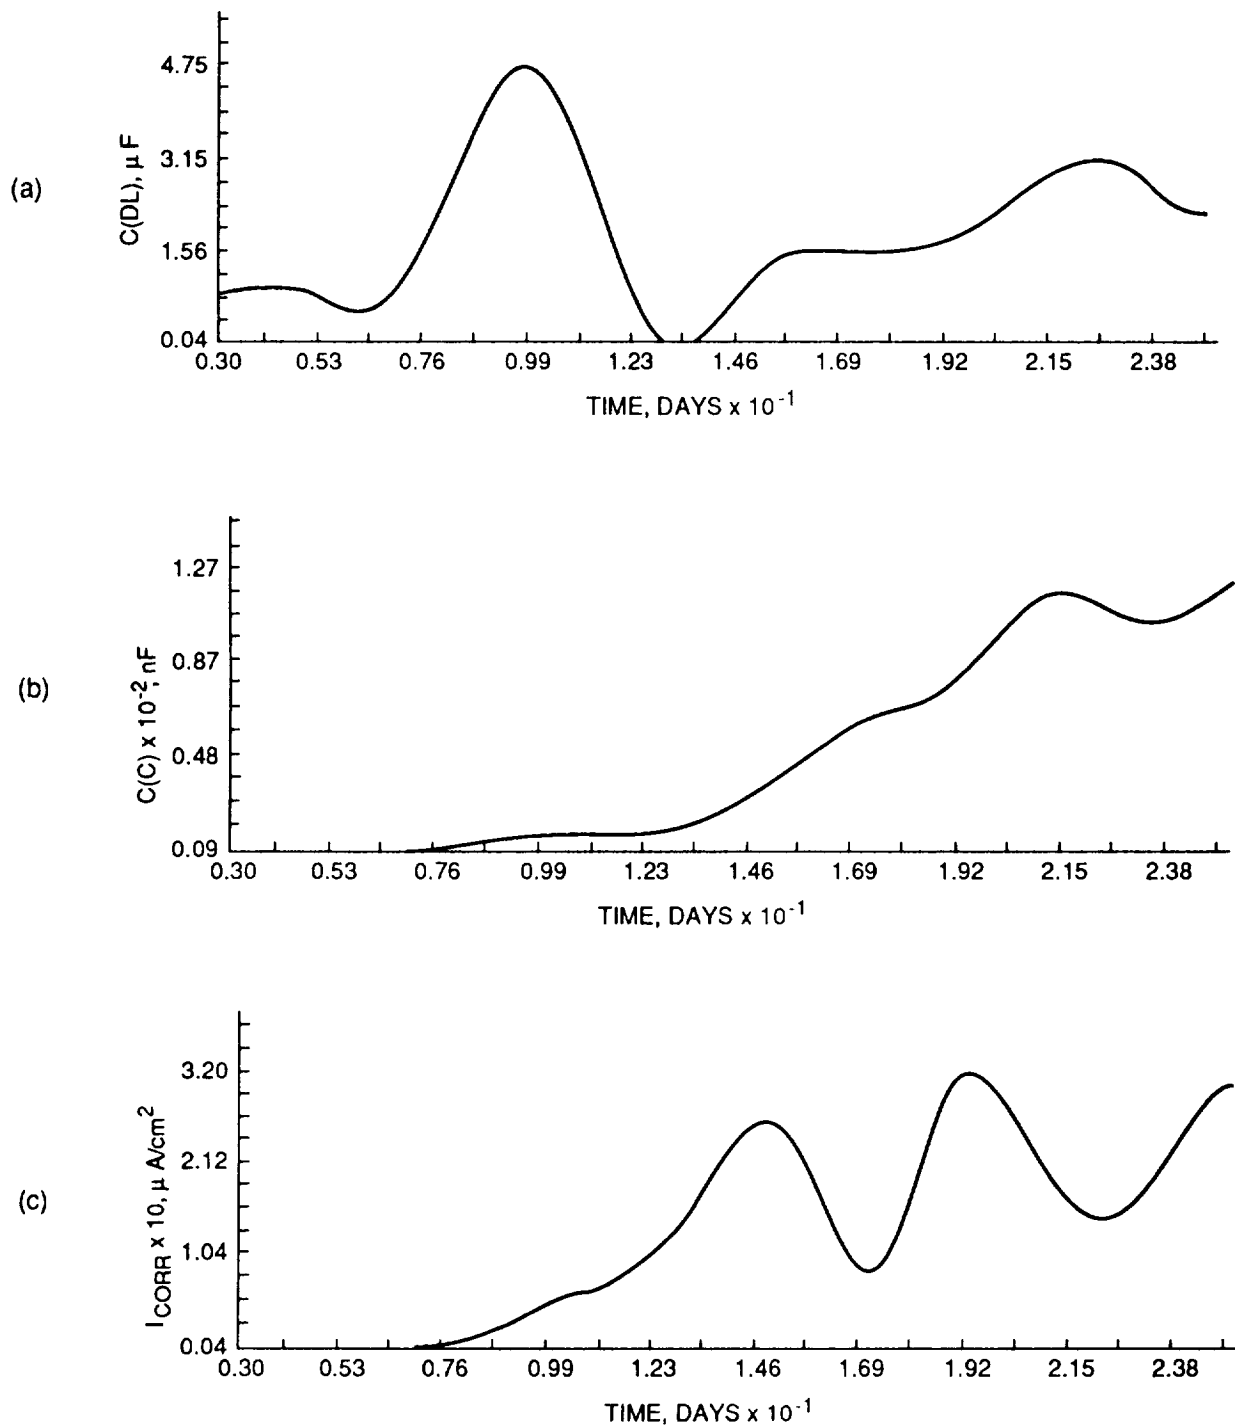 (a)
C(DL), μ F
4.75
3.15
1.56
0.04
0.30 0.53 0.76 0.99 1.23 1.46 1.69 1.92 2.15 2.38
TIME, DAYS x 10⁻¹
(b)
C(C) x 10⁻², nF
1.27
0.87
0.48
0.09
0.30 0.53 0.76 0.99 1.23 1.46 1.69 1.92 2.15 2.38
TIME, DAYS x 10⁻¹
(c)
I_CORR x 10, μ A/cm²
3.20
2.12
1.04
0.04
0.30 0.53 0.76 0.99 1.23 1.46 1.69 1.92 2.15 2.38
TIME, DAYS x 10⁻¹